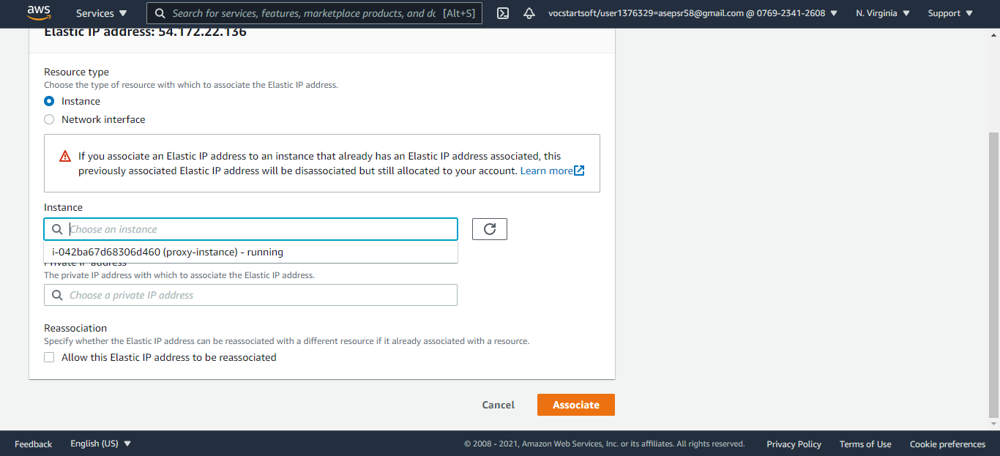 aws
Services ▼
Search for services, features, marketplace products, and dc [Alt+S]
vocstartsoft/user1376329=asepsr58@gmail.com @ 0769-2341-2608 ▼
N. Virginia ▼
Support ▼
Elastic IP address: 54.172.22.136
Resource type
Choose the type of resource with which to associate the Elastic IP address.
Instance
Network interface
If you associate an Elastic IP address to an instance that already has an Elastic IP address associated, this
previously associated Elastic IP address will be disassociated but still allocated to your account. Learn more
Instance
Choose an instance
i-042ba67d68306d460 (proxy-instance) - running
Private IP address
The private IP address with which to associate the Elastic IP address.
Choose a private IP address
Reassociation
Specify whether the Elastic IP address can be reassociated with a different resource if it already associated with a resource.
Allow this Elastic IP address to be reassociated
Cancel
Associate
Feedback
English (US) ▼
© 2008 - 2021, Amazon Web Services, Inc. or its affiliates. All rights reserved.
Privacy Policy
Terms of Use
Cookie preferences